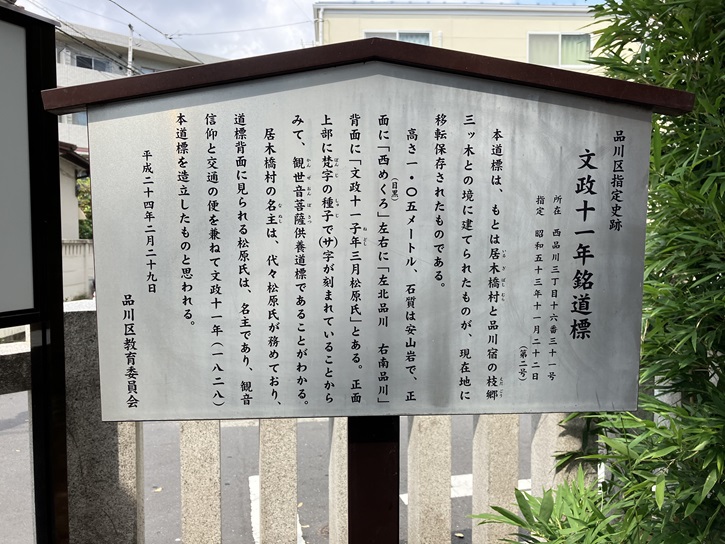 品川区指定史跡
文政十一年銘道標
所在 西品川三丁目十六番三十一号
指定 昭和五十三年十一月二十二日
(第二号)
本道標は、もとは居木橋村と品川宿の枝郷
三ッ木との境に建てられたものが、現在地に
移転保存されたものである。
高さ一・〇五メートル、石質は安山岩で、正
面に「西めくろ(目黒)」左右に「左北品川 右南品川」
背面に「文政十一子年三月松原氏」とある。正面
上部に梵字の種子で(サ)字が刻まれていることから
みて、観世音菩薩供養道標であることがわかる。
居木橋村の名主は、代々松原氏が務めており、
道標背面に見られる松原氏は、名主であり、観音
信仰と交通の便を兼ねて文政十一年(一八二八)
本道標を造立したものと思われる。
平成二十四年二月二十九日
品川区教育委員会